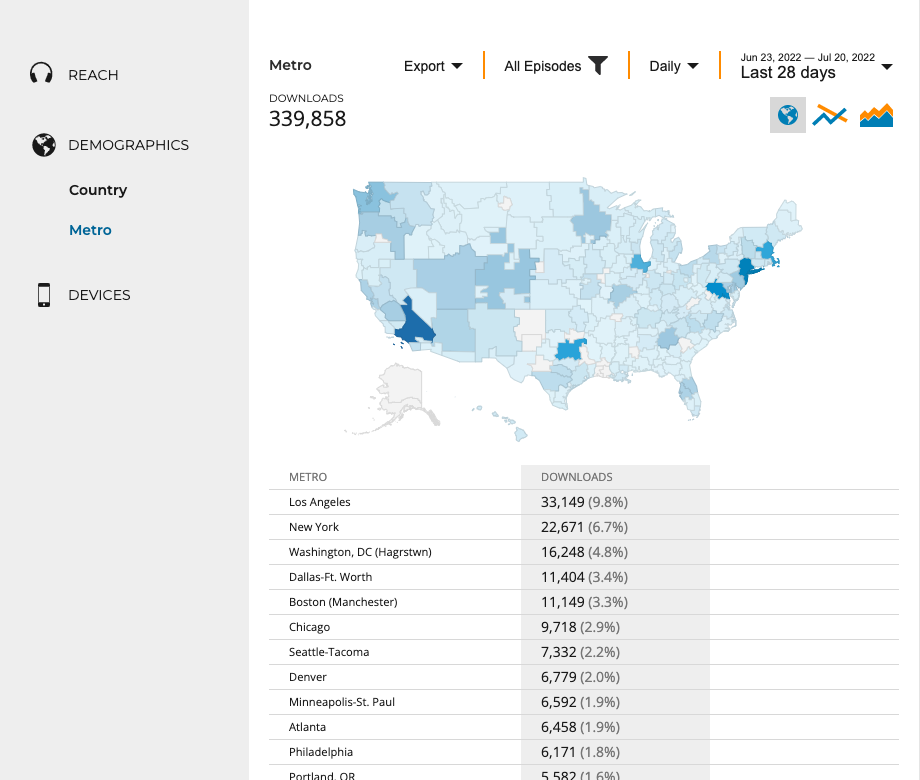 REACH
DEMOGRAPHICS
Country
Metro
DEVICES
Metro
Export
All Episodes
Daily
Jun 23, 2022 — Jul 20, 2022
Last 28 days
DOWNLOADS
339,858
METRO DOWNLOADS
Los Angeles 33,149 (9.8%)
New York 22,671 (6.7%)
Washington, DC (Hagrstwn) 16,248 (4.8%)
Dallas-Ft. Worth 11,404 (3.4%)
Boston (Manchester) 11,149 (3.3%)
Chicago 9,718 (2.9%)
Seattle-Tacoma 7,332 (2.2%)
Denver 6,779 (2.0%)
Minneapolis-St. Paul 6,592 (1.9%)
Atlanta 6,458 (1.9%)
Philadelphia 6,171 (1.8%)
Portland, OR 5,582 (1.6%)